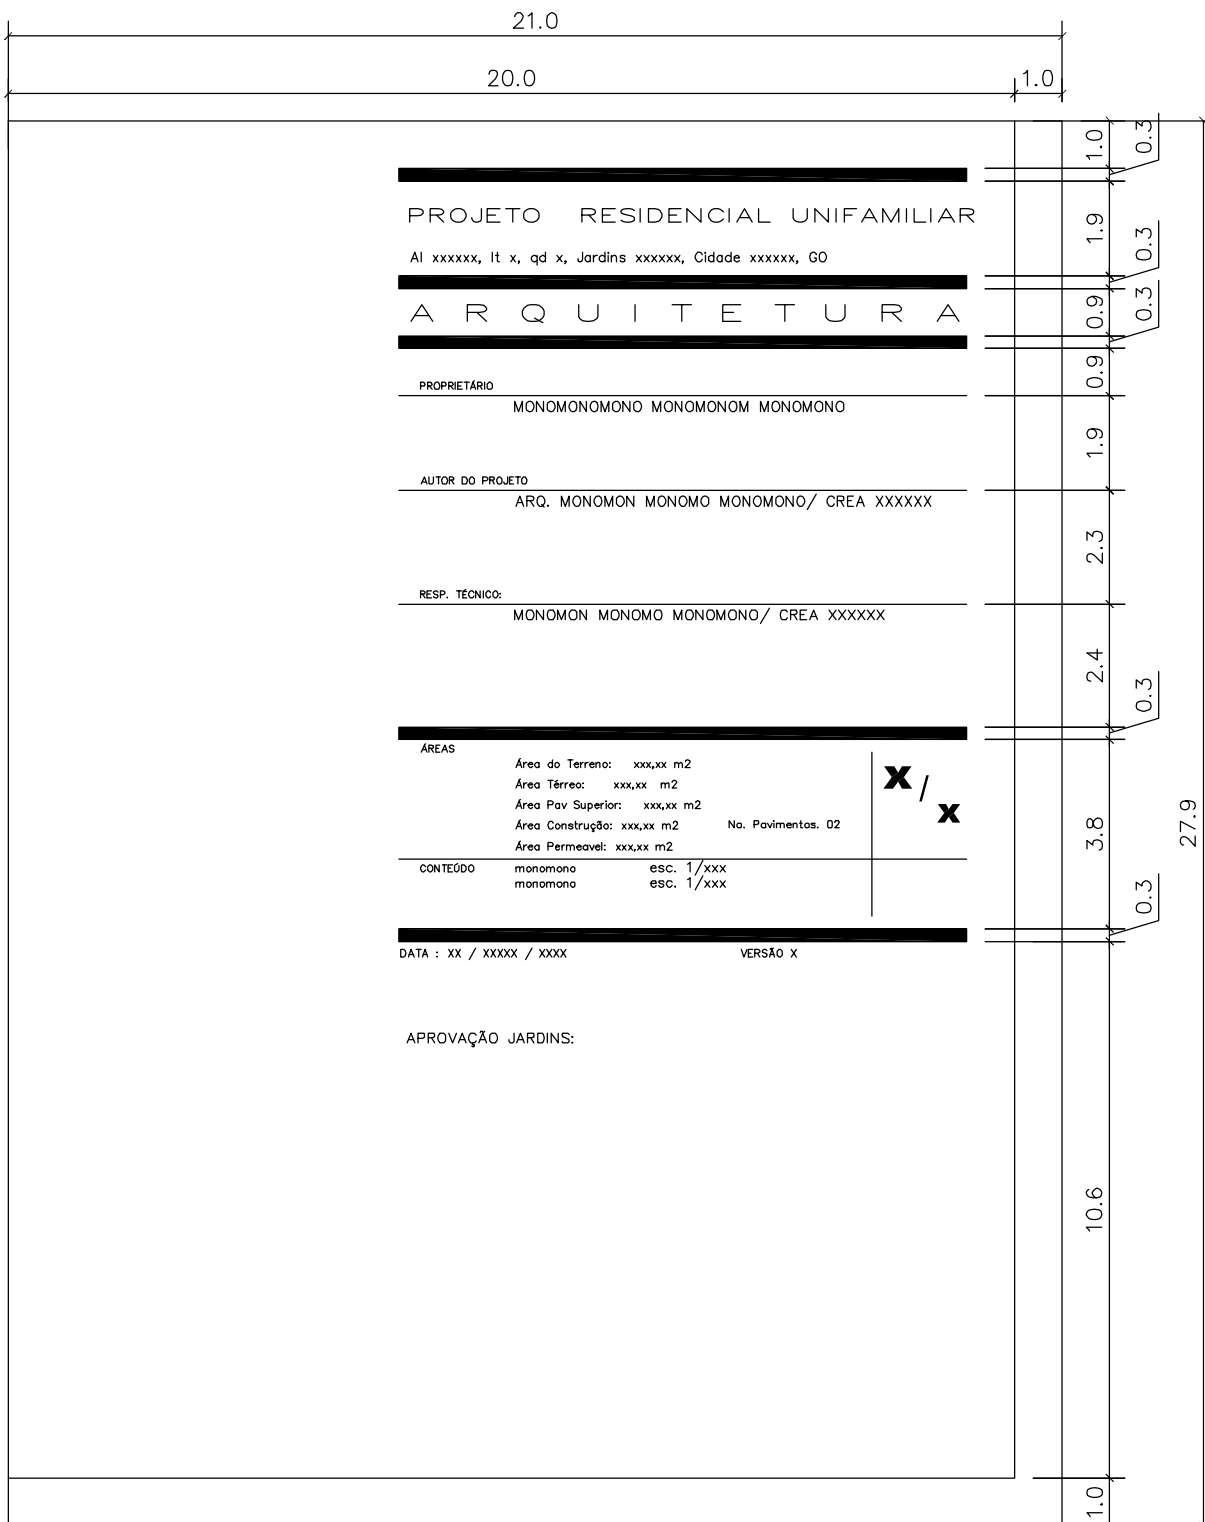 21.0
20.0
1.0
1.0
0.3
PROJETO RESIDENCIAL UNIFAMILIAR
1.9
Al xxxxxx, lt x, qd x, Jardins xxxxxx, Cidade xxxxxx, GO
0.3
A R Q U I T E T U R A
0.9
0.3
PROPRIETÁRIO
0.9
MONOMONOMONO MONOMONOM MONOMONO
1.9
AUTOR DO PROJETO
ARQ. MONOMON MONOMO MONOMONO/ CREA XXXXXX
2.3
RESP. TÉCNICO:
MONOMON MONOMO MONOMONO/ CREA XXXXXX
2.4
0.3
ÁREAS
Área do Terreno: xxx,xx m2
Área Térreo: xxx,xx m2
Área Pav Superior: xxx,xx m2
Área Construção: xxx,xx m2 No. Pavimentos. 02
Área Permeavel: xxx,xx m2
x / x
3.8
27.9
CONTEÚDO monomono esc. 1/xxx
monomono esc. 1/xxx
0.3
DATA : XX / XXXXX / XXXX VERSÃO X
APROVAÇÃO JARDINS:
10.6
1.0